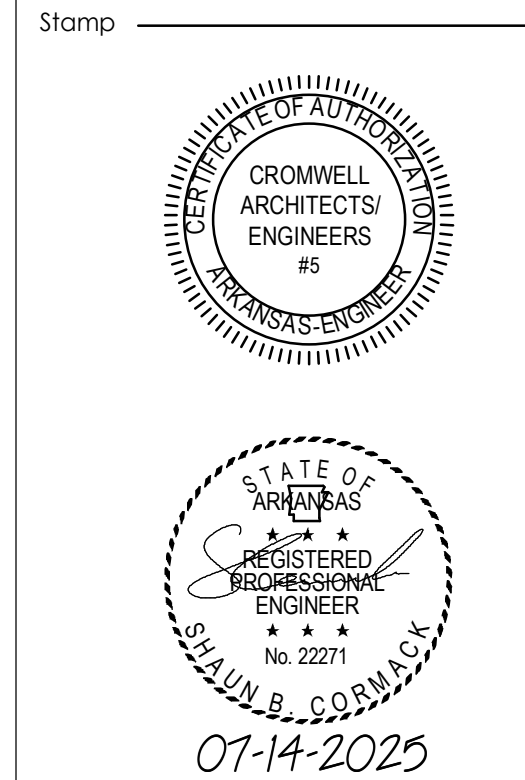 Stamp
CERTIFICATE OF AUTHORIZATION
CROMWELL
ARCHITECTS/
ENGINEERS
#5
ARKANSAS-ENGINEER
STATE OF
ARKANSAS
★ ★ ★
REGISTERED
PROFESSIONAL
ENGINEER
★ ★ ★
No. 22271
SHAUN B. CORMACK
07-14-2025